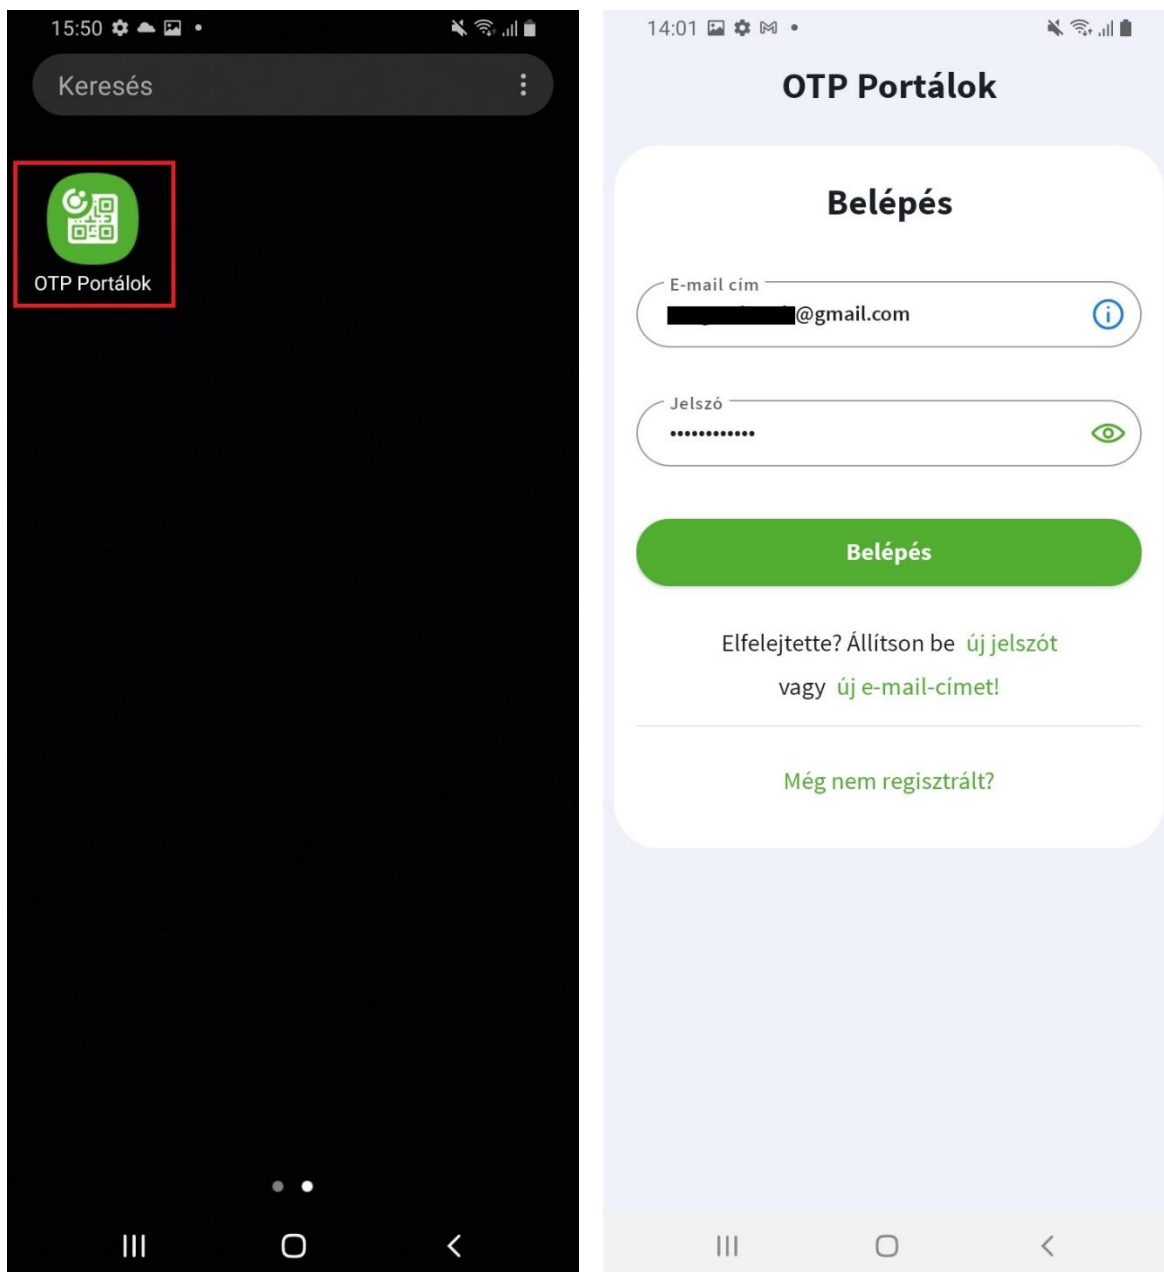 15:50
Keresés
OTP Portálok
14:01
OTP Portálok
Belépés
E-mail cím
@gmail.com
Jelszó
••••••••••••
Belépés
Elfelejtette? Állítson be új jelszót
vagy új e-mail-címet!
Még nem regisztrált?